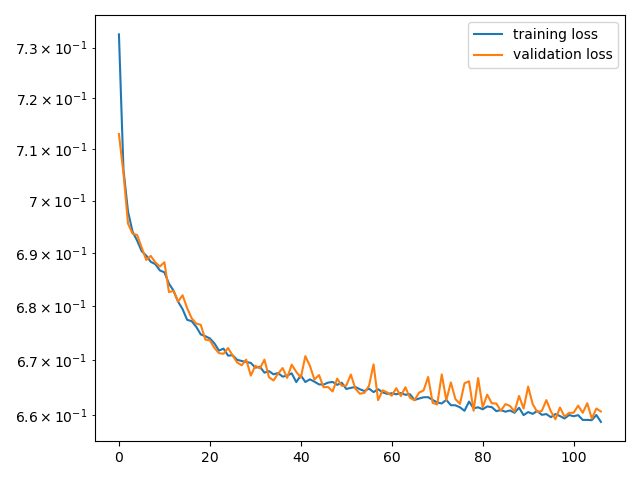 training loss
validation loss
7.3 × 10⁻¹
7.2 × 10⁻¹
7.1 × 10⁻¹
7 × 10⁻¹
6.9 × 10⁻¹
6.8 × 10⁻¹
6.7 × 10⁻¹
6.6 × 10⁻¹
0 20 40 60 80 100